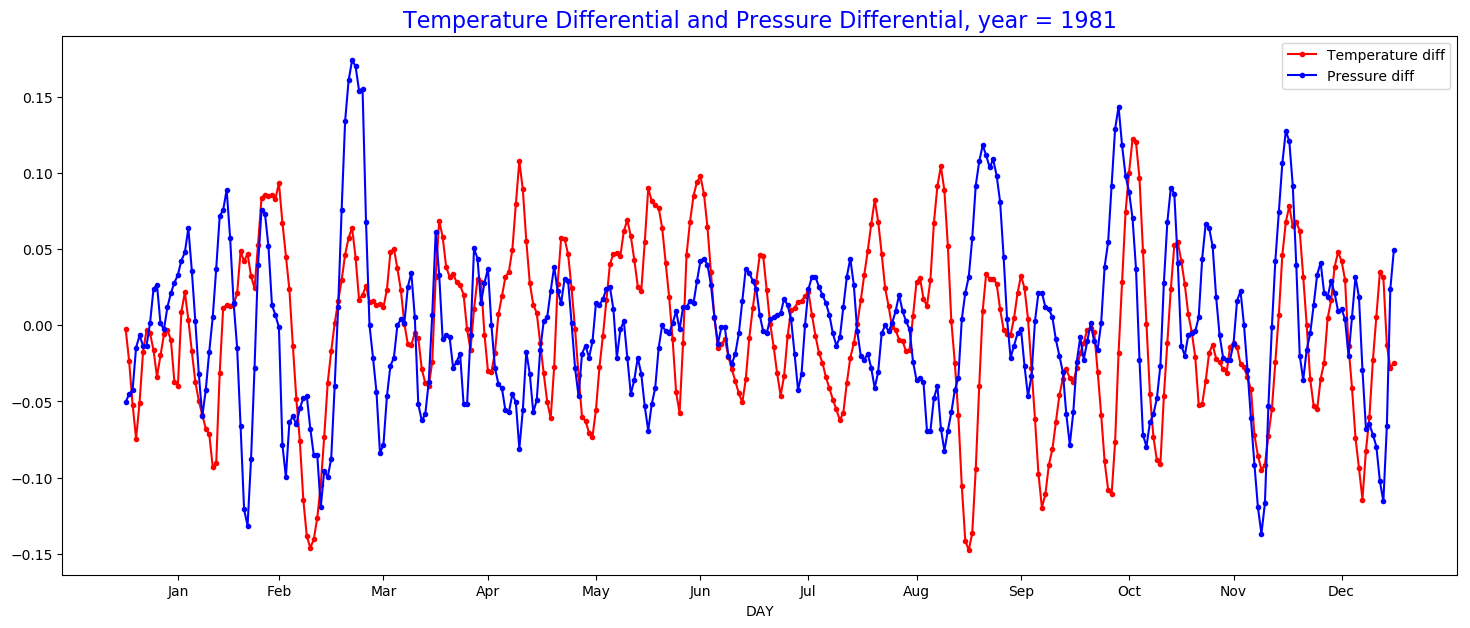 Temperature Differential and Pressure Differential, year = 1981
Temperature diff
Pressure diff
0.15
0.10
0.05
0.00
−0.05
−0.10
−0.15
Jan Feb Mar Apr May Jun Jul Aug Sep Oct Nov Dec
DAY